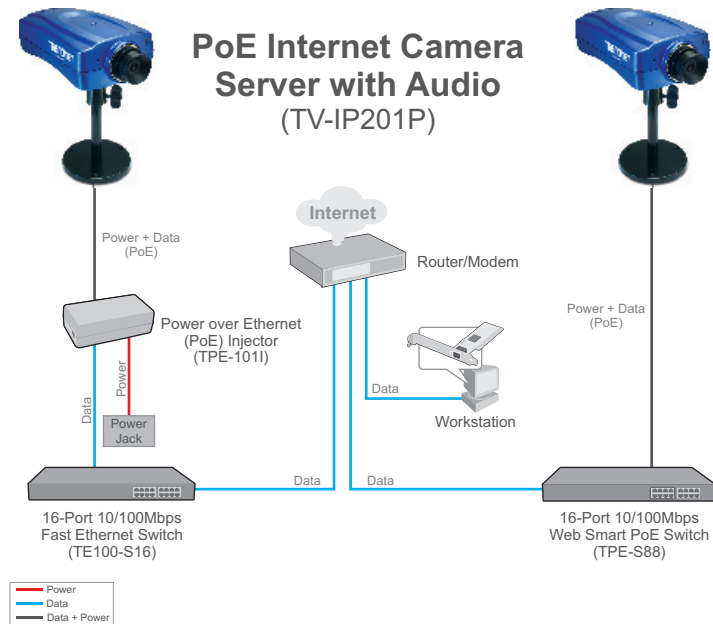 PoE Internet Camera
Server with Audio
(TV-IP201P)
Internet
Power + Data
(PoE)
Router/Modem
Power over Ethernet
(PoE) Injector
(TPE-101I)
Power + Data
(PoE)
Data
Power
Power
Jack
Data
Workstation
Data
Data
16-Port 10/100Mbps
Fast Ethernet Switch
(TE100-S16)
16-Port 10/100Mbps
Web Smart PoE Switch
(TPE-S88)
Power
Data
Data + Power